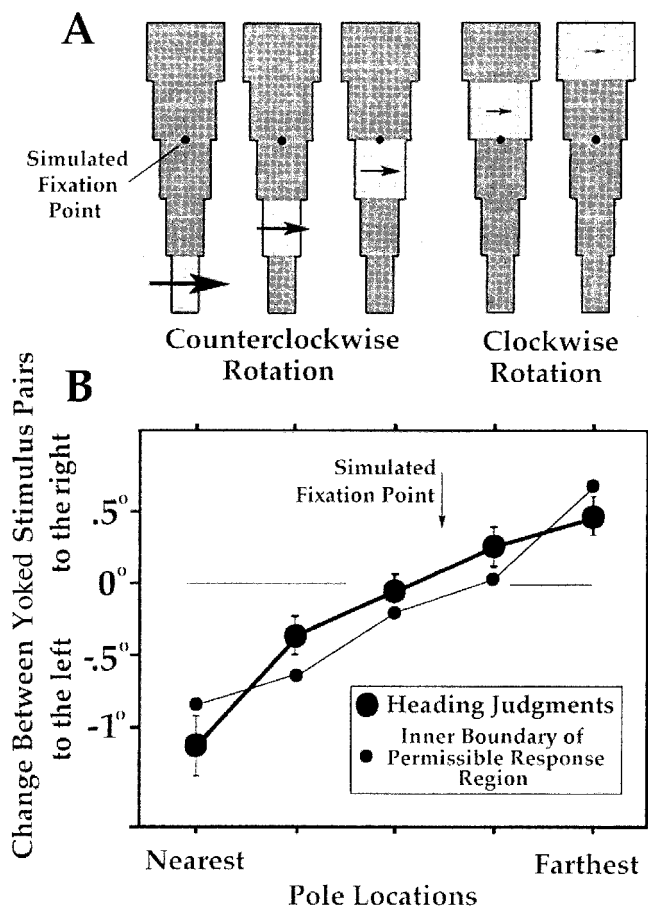 A
Simulated
Fixation
Point
Counterclockwise
Rotation
Clockwise
Rotation
B
Change Between Yoked Stimulus Pairs
to the left to the right
.5°
0°
-.5°
-1°
Simulated
Fixation Point
Heading Judgments
Inner Boundary of
Permissible Response
Region
Nearest
Farthest
Pole Locations